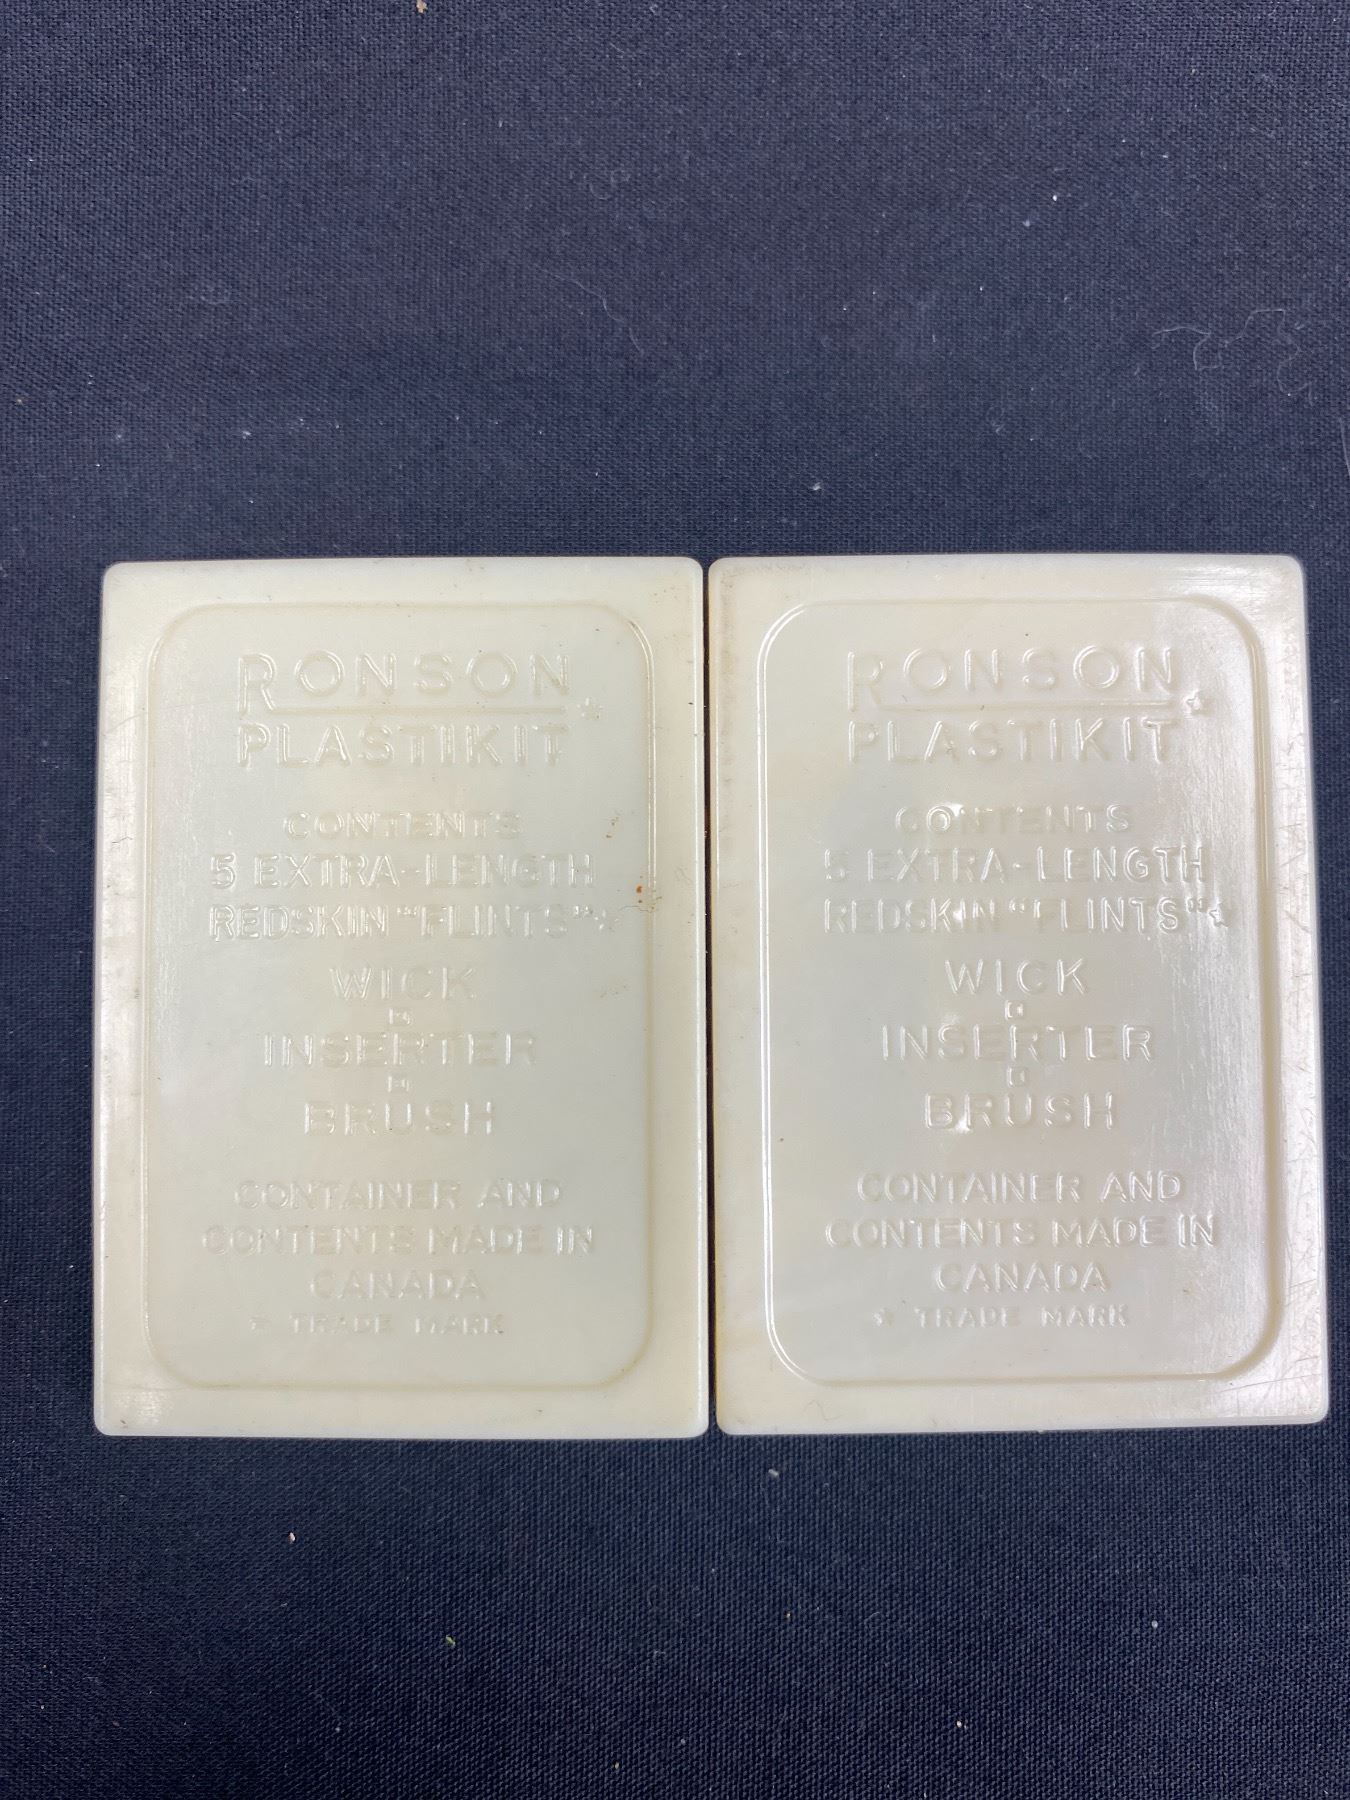 RONSON★
PLASTIKIT
CONTENTS
5 EXTRA-LENGTH
REDSKIN "FLINTS"★
WICK
INSERTER
BRUSH
CONTAINER AND
CONTENTS MADE IN
CANADA
★ TRADE MARK
RONSON★
PLASTIKIT
CONTENTS
5 EXTRA-LENGTH
REDSKIN "FLINTS"★
WICK
INSERTER
BRUSH
CONTAINER AND
CONTENTS MADE IN
CANADA
★ TRADE MARK